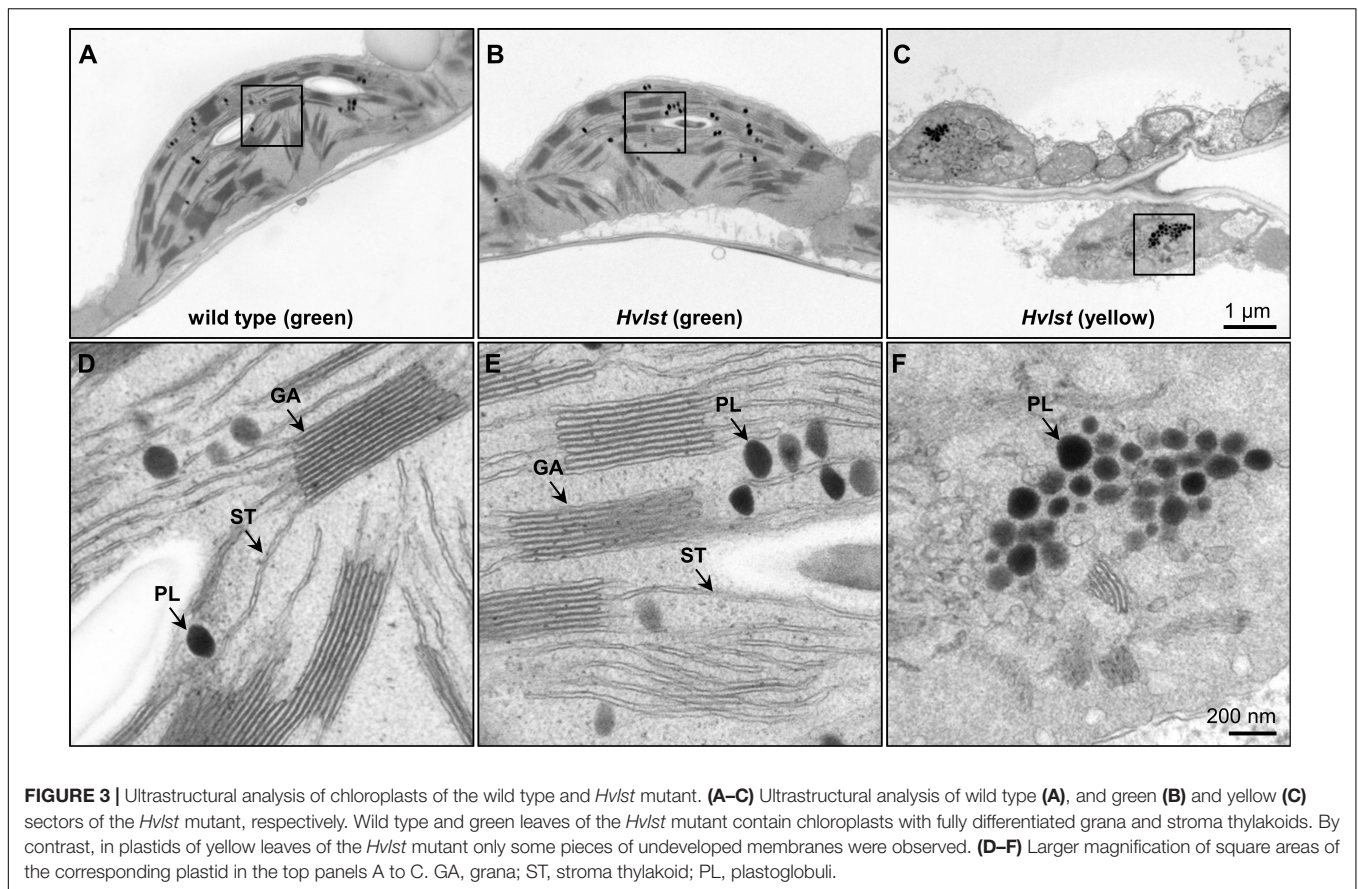 A
B
C
wild type (green)
Hvlst (green)
Hvlst (yellow)
1 µm
D
E
F
GA
ST
PL
PL
GA
ST
PL
200 nm
FIGURE 3 | Ultrastructural analysis of chloroplasts of the wild type and Hvlst mutant. (A–C) Ultrastructural analysis of wild type (A), and green (B) and yellow (C)
sectors of the Hvlst mutant, respectively. Wild type and green leaves of the Hvlst mutant contain chloroplasts with fully differentiated grana and stroma thylakoids. By
contrast, in plastids of yellow leaves of the Hvlst mutant only some pieces of undeveloped membranes were observed. (D–F) Larger magnification of square areas of
the corresponding plastid in the top panels A to C. GA, grana; ST, stroma thylakoid; PL, plastoglobuli.